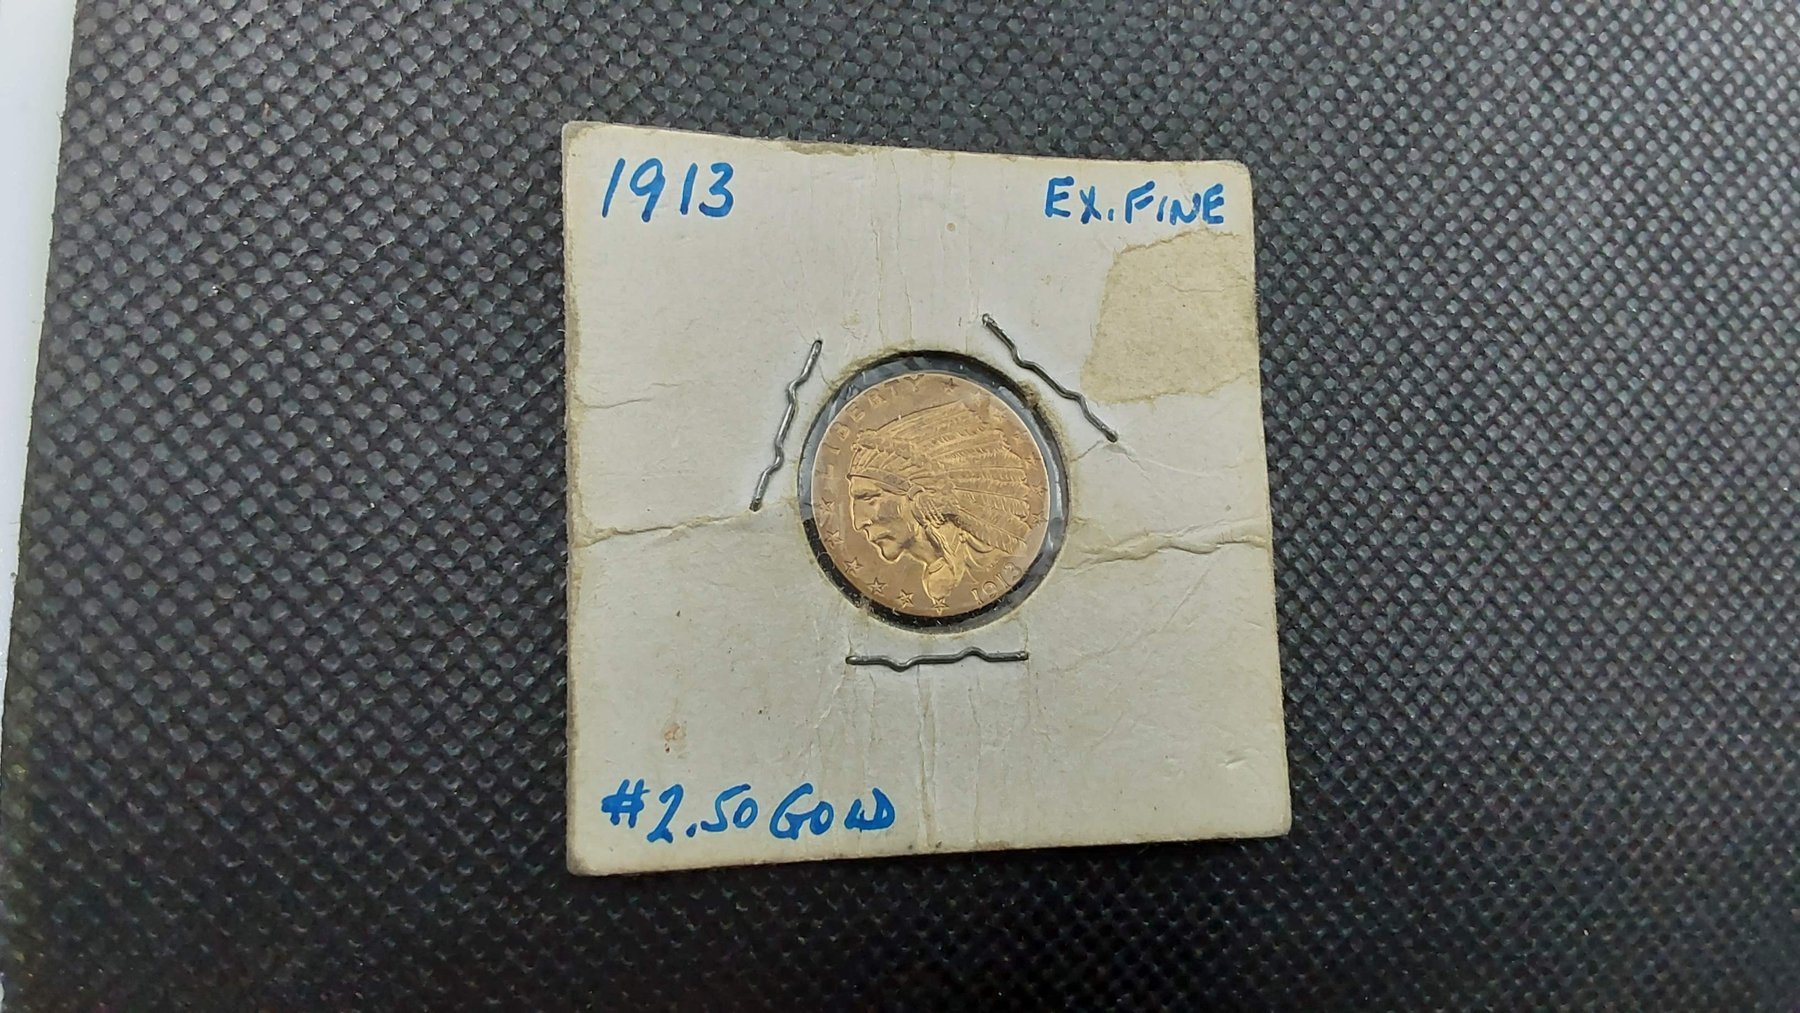 1913
EX. FINE
LIBERTY
1913
#2.50 GOLD